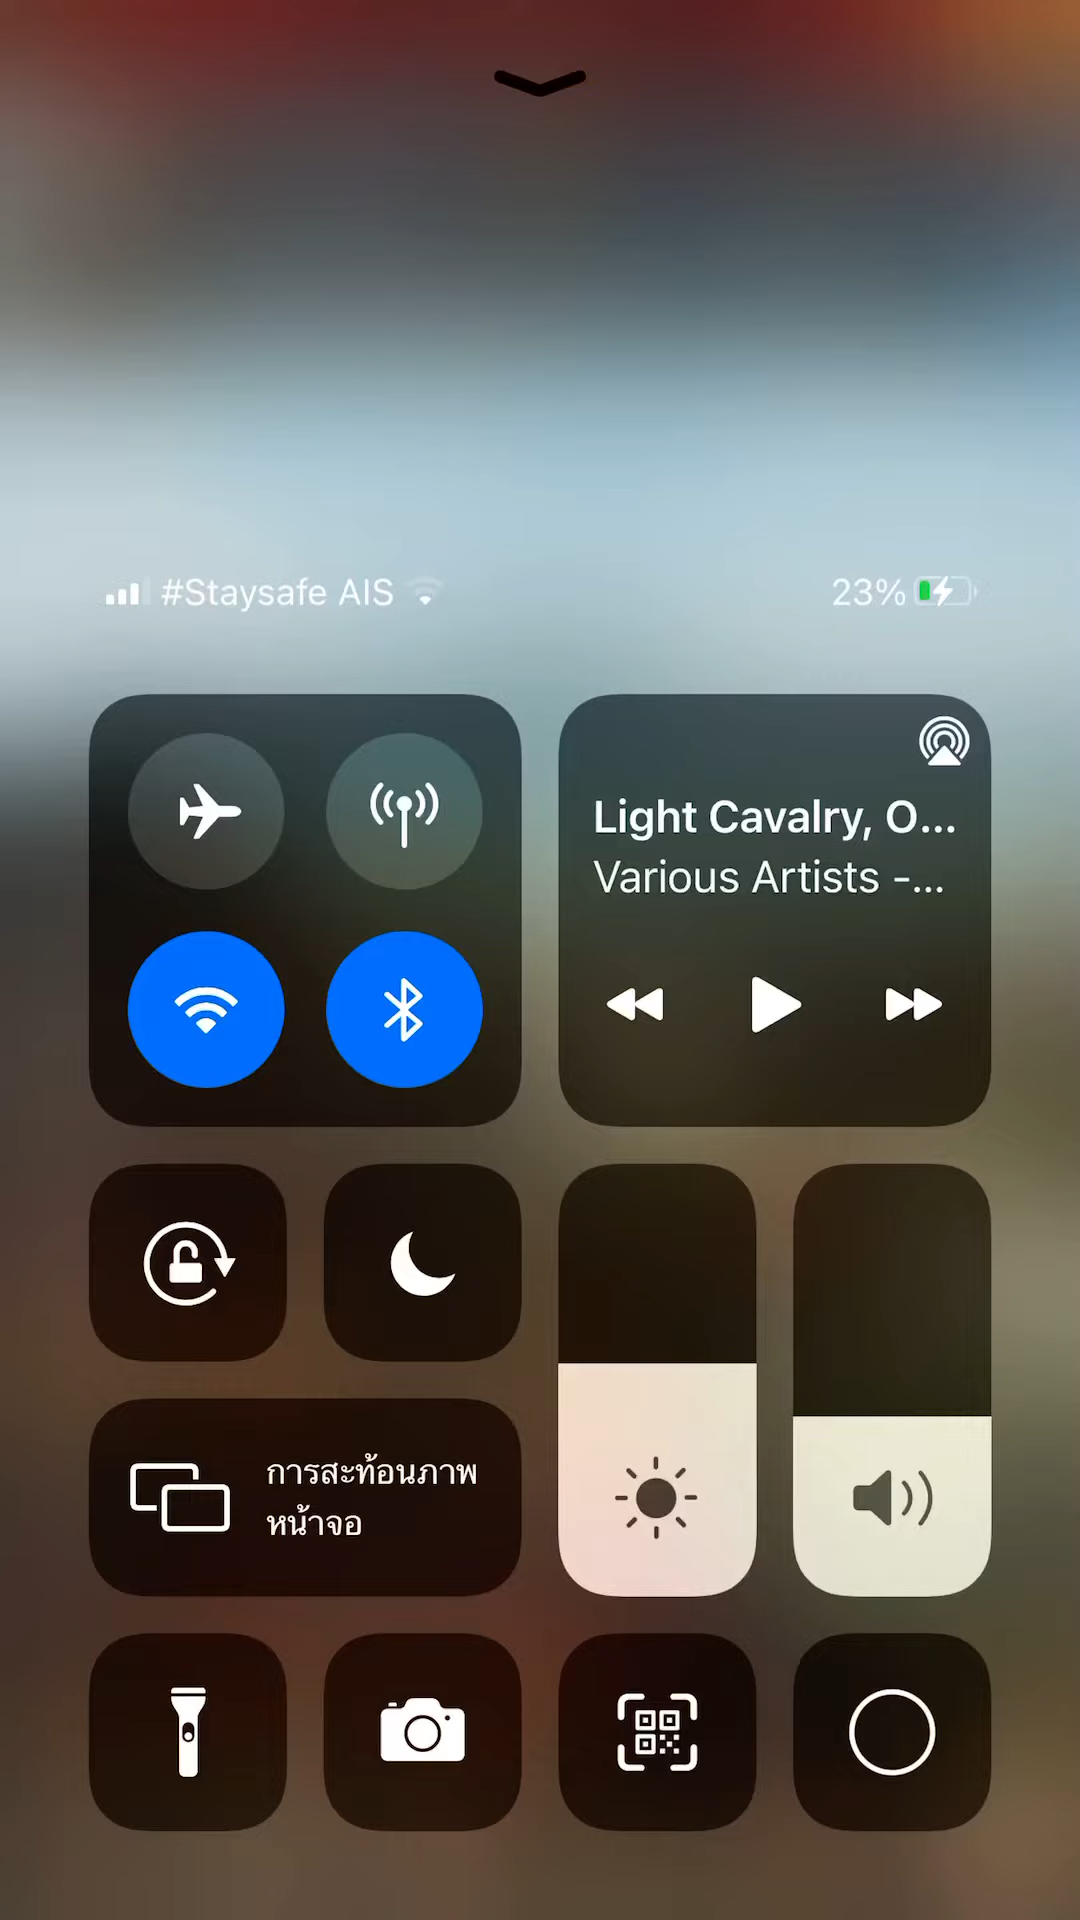 #Staysafe AIS
23%
Light Cavalry, O...
Various Artists -...
การสะท้อนภาพ
หน้าจอ